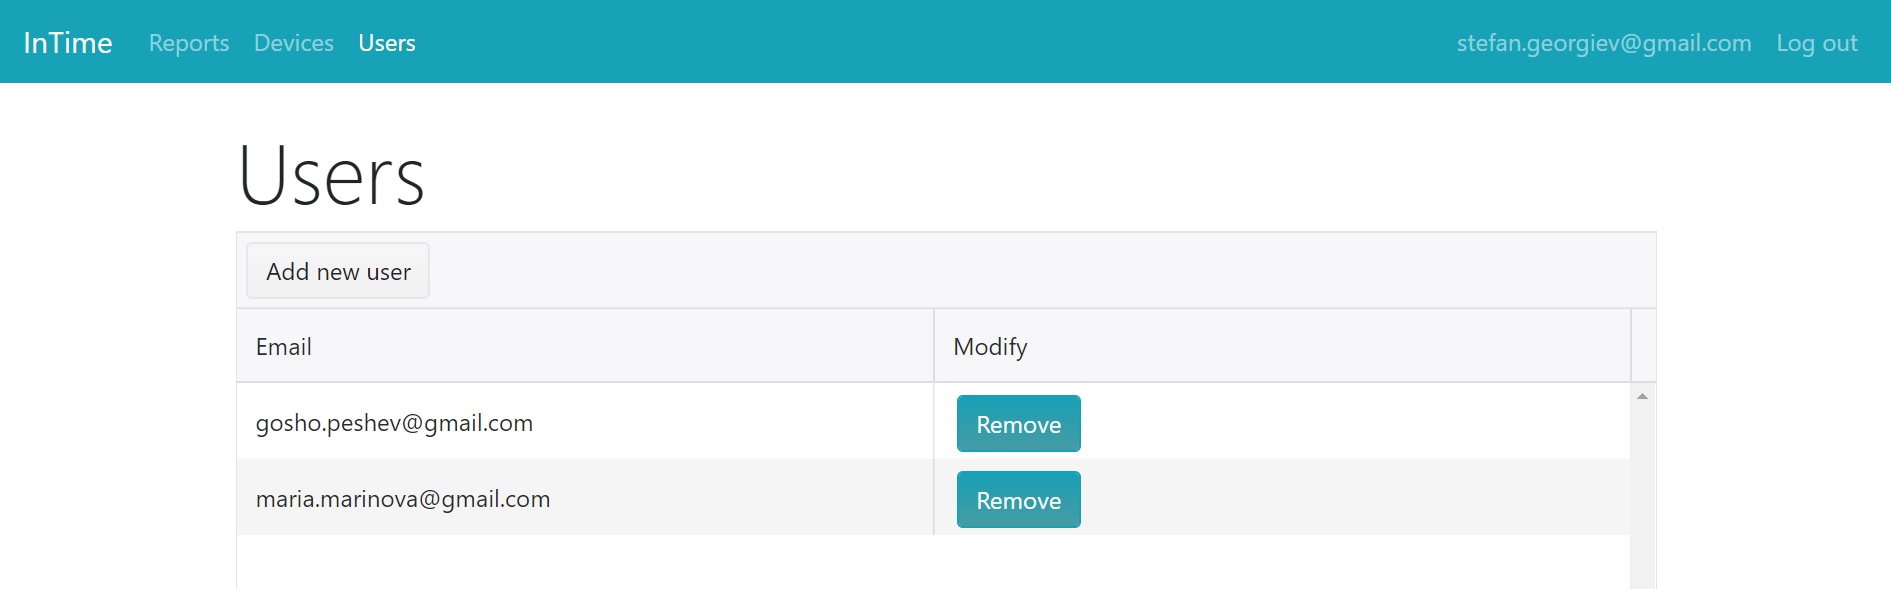 InTime Reports Devices Users stefan.georgiev@gmail.com Log out
Users
Add new user
Email Modify
gosho.peshev@gmail.com Remove
maria.marinova@gmail.com Remove